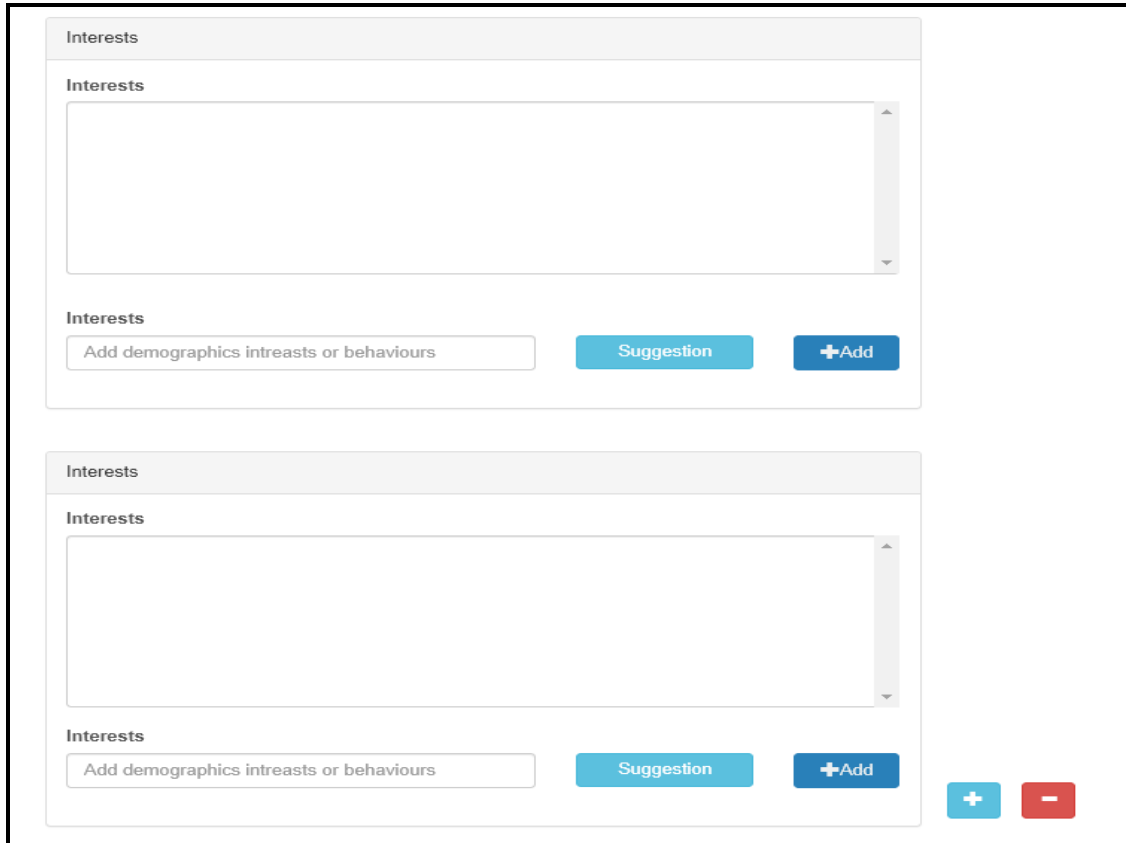 Interests
Interests
Interests
Add demographics intreasts or behaviours Suggestion +Add
Interests
Interests
Interests
Add demographics intreasts or behaviours Suggestion +Add
+ -